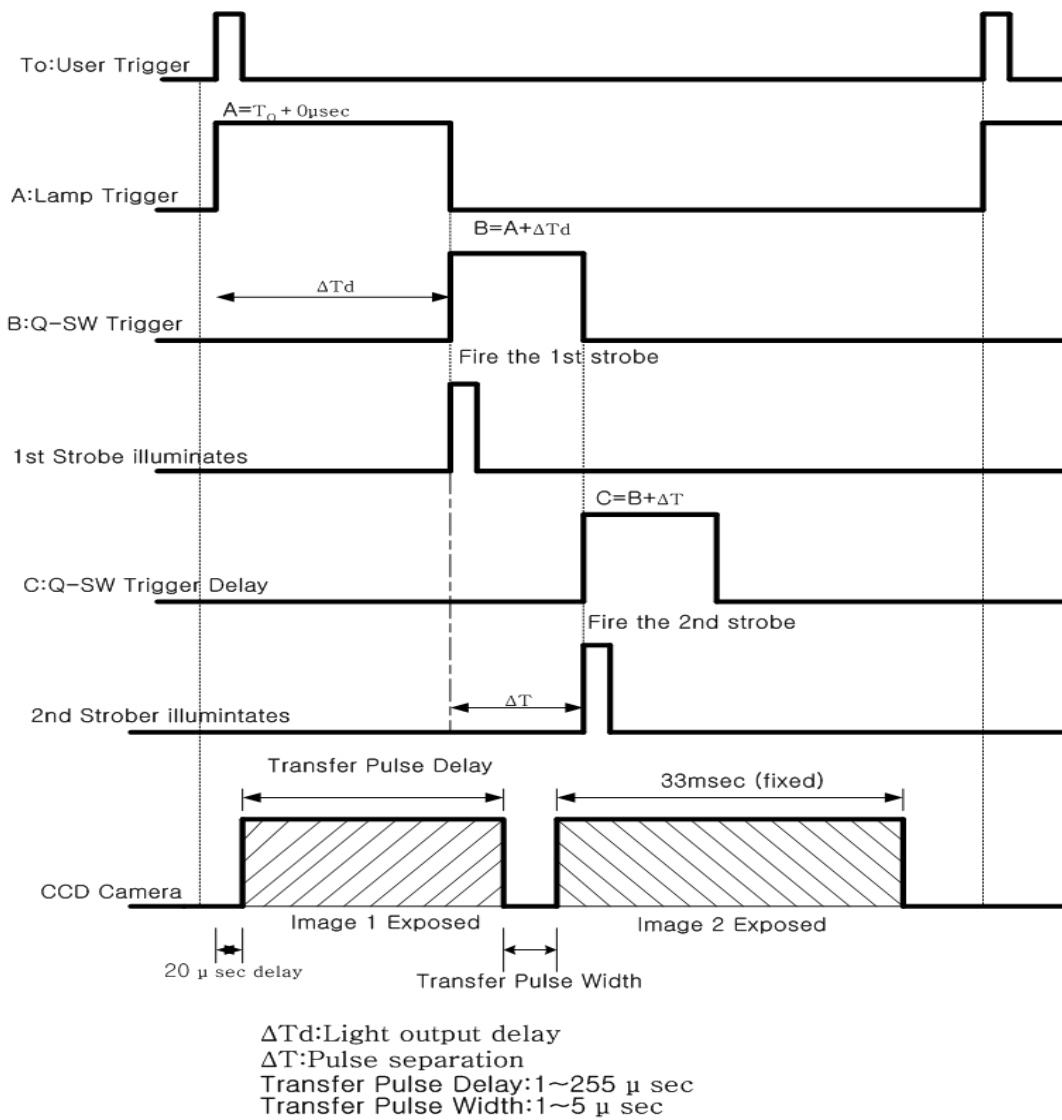 To:User Trigger
A=To + 0μsec
A:Lamp Trigger
B=A+ΔTd
ΔTd
B:Q-SW Trigger
Fire the 1st strobe
1st Strobe illuminates
C=B+ΔT
C:Q-SW Trigger Delay
Fire the 2nd strobe
ΔT
2nd Strober illumintates
Transfer Pulse Delay
33msec (fixed)
CCD Camera
Image 1 Exposed
Image 2 Exposed
20 μ sec delay
Transfer Pulse Width
ΔTd:Light output delay
ΔT:Pulse separation
Transfer Pulse Delay:1~255 μ sec
Transfer Pulse Width:1~5 μ sec